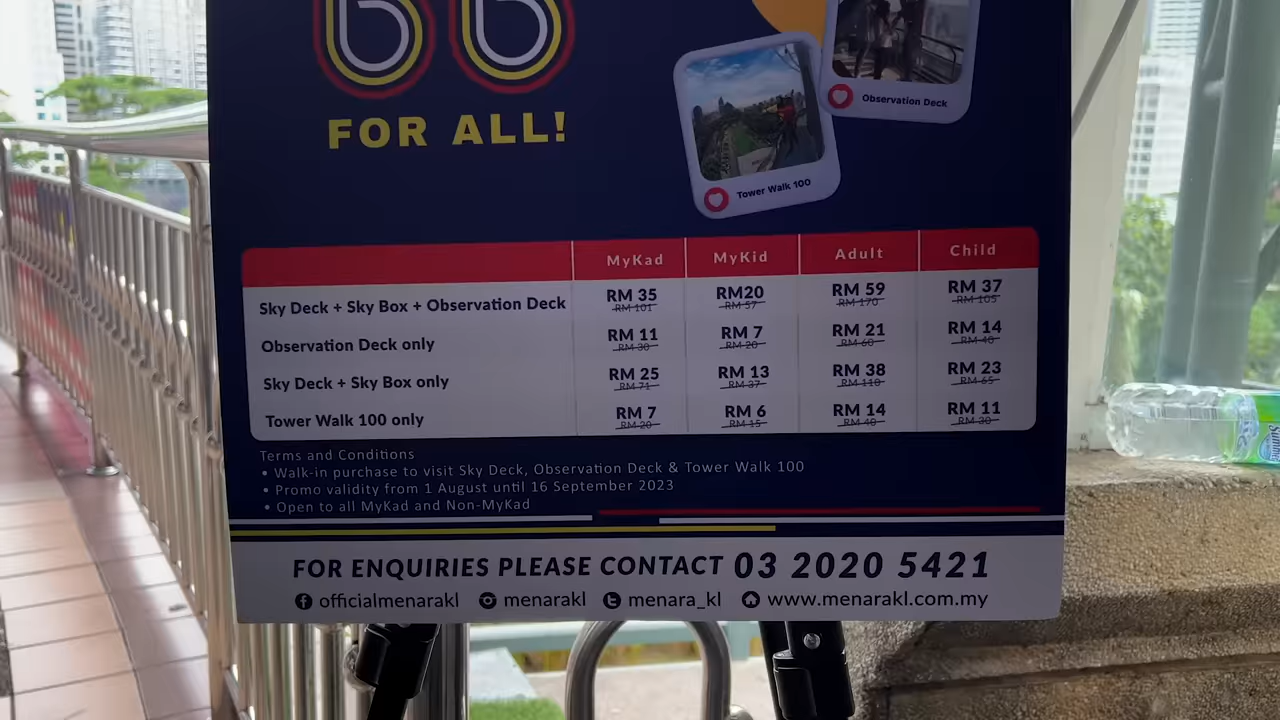 66
FOR ALL!
Observation Deck
Tower Walk 100
MyKad MyKid Adult Child
Sky Deck + Sky Box + Observation Deck RM 35 RM20 RM 59 RM 37
RM 101 RM 57 RM 170 RM 105
Observation Deck only RM 11 RM 7 RM 21 RM 14
RM 30 RM 20 RM 60 RM 40
Sky Deck + Sky Box only RM 25 RM 13 RM 38 RM 23
RM 71 RM 37 RM 110 RM 65
Tower Walk 100 only RM 7 RM 6 RM 14 RM 11
RM 20 RM 15 RM 40 RM 30
Terms and Conditions
• Walk-in purchase to visit Sky Deck, Observation Deck & Tower Walk 100
• Promo validity from 1 August until 16 September 2023
• Open to all MyKad and Non-MyKad
FOR ENQUIRIES PLEASE CONTACT 03 2020 5421
officialmenarakl menarakl menara_kl www.menarakl.com.my